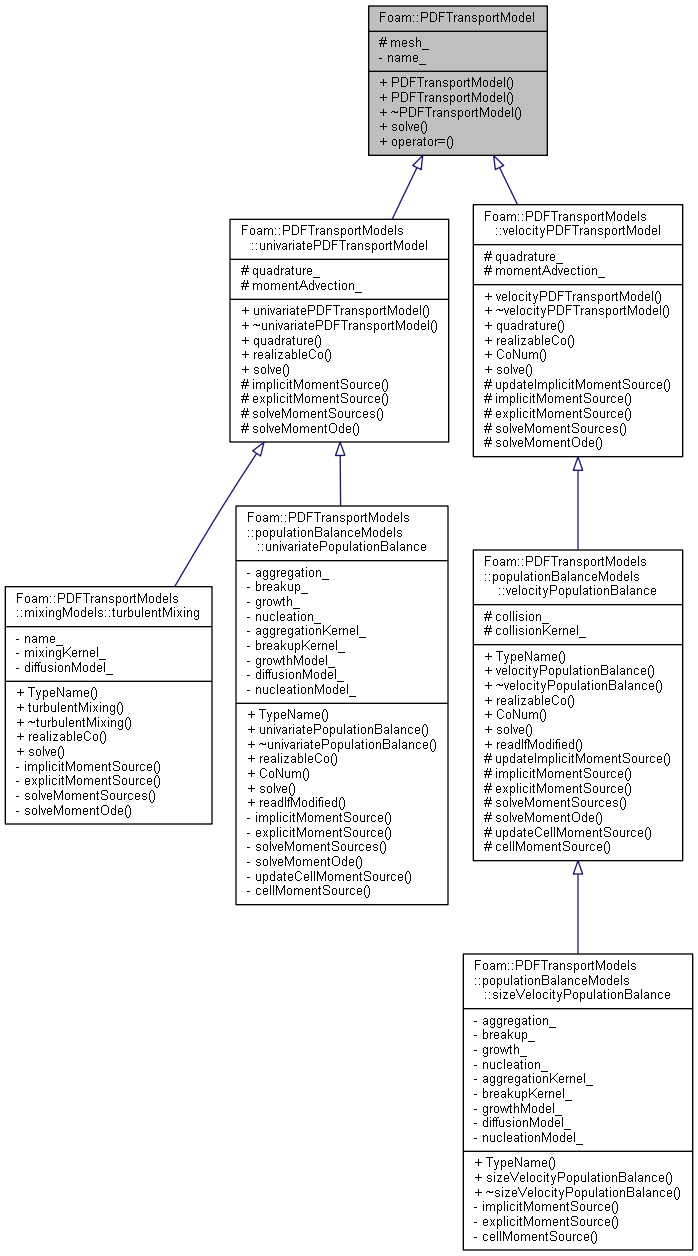 Foam::PDFTransportModel
# mesh_
- name_
+ PDFTransportModel()
+ PDFTransportModel()
+ ~PDFTransportModel()
+ solve()
+ operator=()
Foam::PDFTransportModels
::univariatePDFTransportModel
# quadrature_
# momentAdvection_
+ univariatePDFTransportModel()
+ ~univariatePDFTransportModel()
+ quadrature()
+ realizableCo()
+ solve()
# implicitMomentSource()
# explicitMomentSource()
# solveMomentSources()
# solveMomentOde()
Foam::PDFTransportModels
::velocityPDFTransportModel
# quadrature_
# momentAdvection_
+ velocityPDFTransportModel()
+ ~velocityPDFTransportModel()
+ quadrature()
+ realizableCo()
+ CoNum()
+ solve()
# updateImplicitMomentSource()
# implicitMomentSource()
# explicitMomentSource()
# solveMomentSources()
# solveMomentOde()
Foam::PDFTransportModels
::mixingModels::turbulentMixing
- name_
- mixingKernel_
- diffusionModel_
+ TypeName()
+ turbulentMixing()
+ ~turbulentMixing()
+ realizableCo()
+ solve()
- implicitMomentSource()
- explicitMomentSource()
- solveMomentSources()
- solveMomentOde()
Foam::PDFTransportModels
::populationBalanceModels
::univariatePopulationBalance
- aggregation_
- breakup_
- growth_
- nucleation_
- aggregationKernel_
- breakupKernel_
- growthModel_
- diffusionModel_
- nucleationModel_
+ TypeName()
+ univariatePopulationBalance()
+ ~univariatePopulationBalance()
+ realizableCo()
+ CoNum()
+ solve()
+ readIfModified()
- implicitMomentSource()
- explicitMomentSource()
- solveMomentSources()
- solveMomentOde()
- updateCellMomentSource()
- cellMomentSource()
Foam::PDFTransportModels
::populationBalanceModels
::velocityPopulationBalance
# collision_
# collisionKernel_
+ TypeName()
+ velocityPopulationBalance()
+ ~velocityPopulationBalance()
+ realizableCo()
+ CoNum()
+ solve()
+ readIfModified()
# updateImplicitMomentSource()
# implicitMomentSource()
# explicitMomentSource()
# solveMomentSources()
# solveMomentOde()
# updateCellMomentSource()
# cellMomentSource()
Foam::PDFTransportModels
::populationBalanceModels
::sizeVelocityPopulationBalance
- aggregation_
- breakup_
- growth_
- nucleation_
- aggregationKernel_
- breakupKernel_
- growthModel_
- diffusionModel_
- nucleationModel_
+ TypeName()
+ sizeVelocityPopulationBalance()
+ ~sizeVelocityPopulationBalance()
- implicitMomentSource()
- explicitMomentSource()
- cellMomentSource()